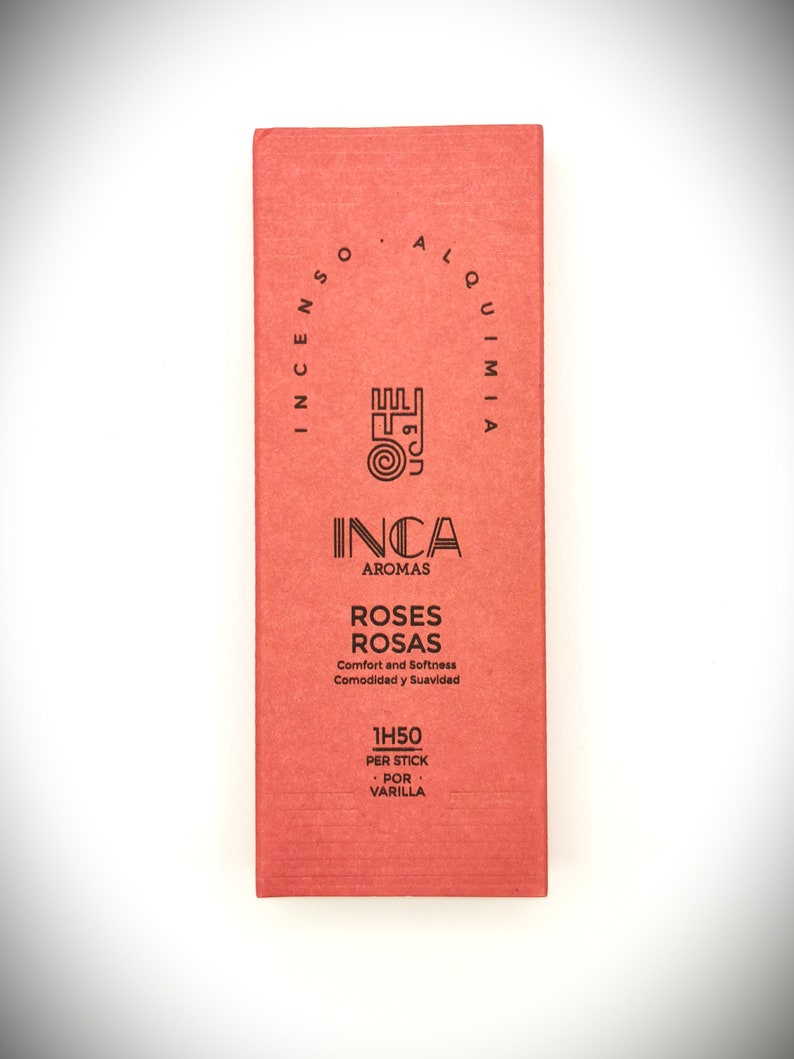 INCENSO · ALQUIMIA
INCA
AROMAS
ROSES
ROSAS
Comfort and Softness
Comodidad y Suavidad
1H50
PER STICK
· POR ·
VARILLA